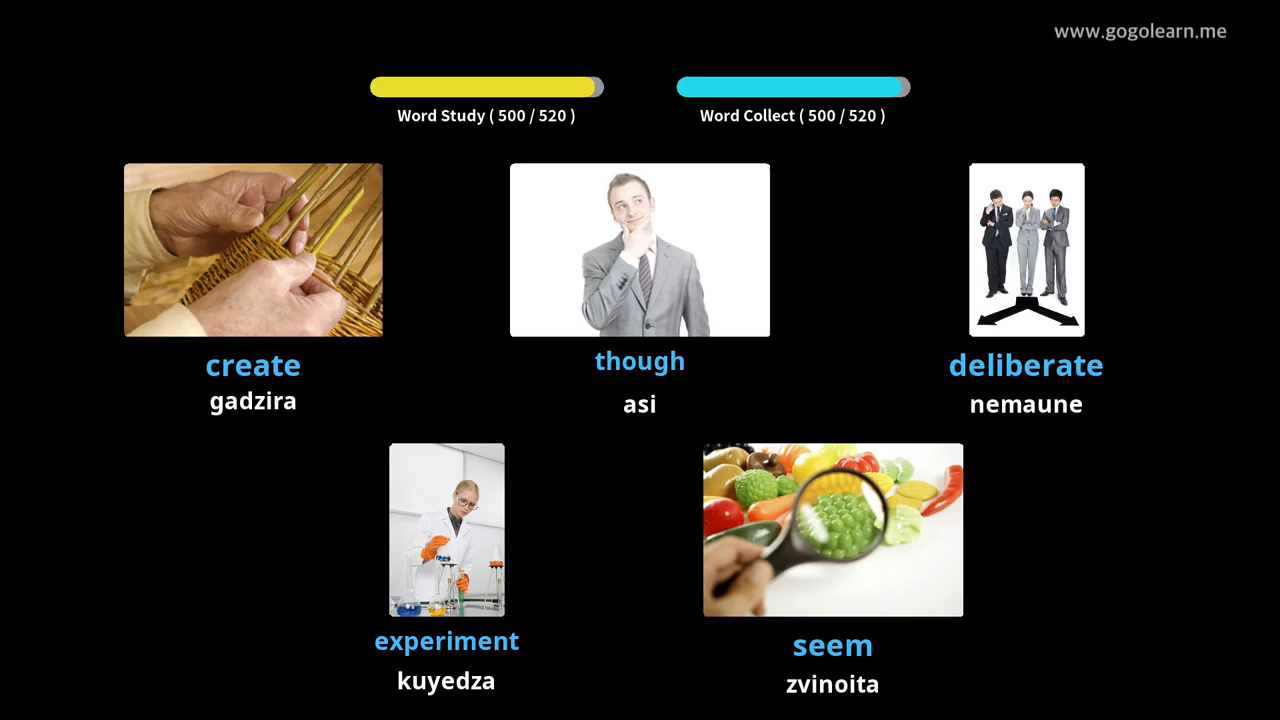 www.gogolearn.me
Word Study ( 500 / 520 )
Word Collect ( 500 / 520 )
create
gadzira
though
asi
deliberate
nemaune
experiment
kuyedza
seem
zvinoita